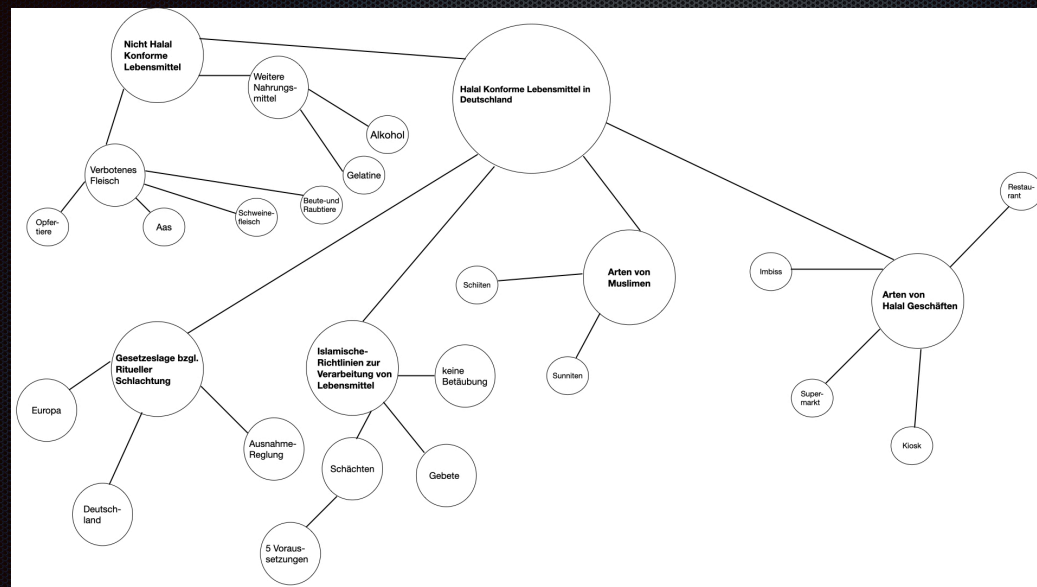 Nicht Halal
Konforme
Lebensmittel
Weitere
Nahrungs-
mittel
Alkohol
Gelatine
Verbotenes
Fleisch
Opfer-
tiere
Aas
Schweine-
fleisch
Beute-und
Raubtiere
Halal Konforme Lebensmittel in
Deutschland
Gesetzeslage bzgl.
Ritueller
Schlachtung
Europa
Deutsch-
land
Ausnahme-
Reglung
Islamische-
Richtlinien zur
Verarbeitung von
Lebensmittel
keine
Betäubung
Schächten
Gebete
5 Voraus-
setzungen
Arten von
Muslimen
Schiiten
Sunniten
Arten von
Halal Geschäften
Restau-
rant
Imbiss
Super-
markt
Kiosk